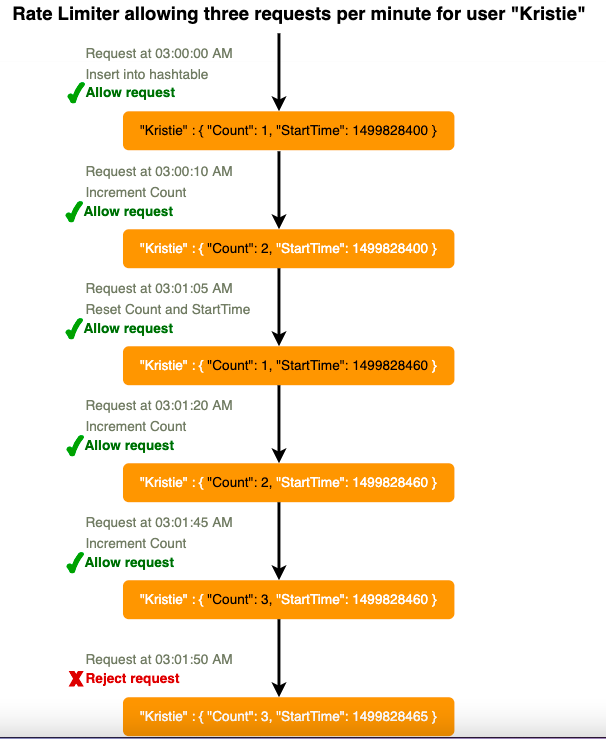 Rate Limiter allowing three requests per minute for user "Kristie"
Request at 03:00:00 AM
Insert into hashtable
Allow request
"Kristie" : { "Count": 1, "StartTime": 1499828400 }
Request at 03:00:10 AM
Increment Count
Allow request
"Kristie" : { "Count": 2, "StartTime": 1499828400 }
Request at 03:01:05 AM
Reset Count and StartTime
Allow request
"Kristie" : { "Count": 1, "StartTime": 1499828460 }
Request at 03:01:20 AM
Increment Count
Allow request
"Kristie" : { "Count": 2, "StartTime": 1499828460 }
Request at 03:01:45 AM
Increment Count
Allow request
"Kristie" : { "Count": 3, "StartTime": 1499828460 }
Request at 03:01:50 AM
Reject request
"Kristie" : { "Count": 3, "StartTime": 1499828465 }